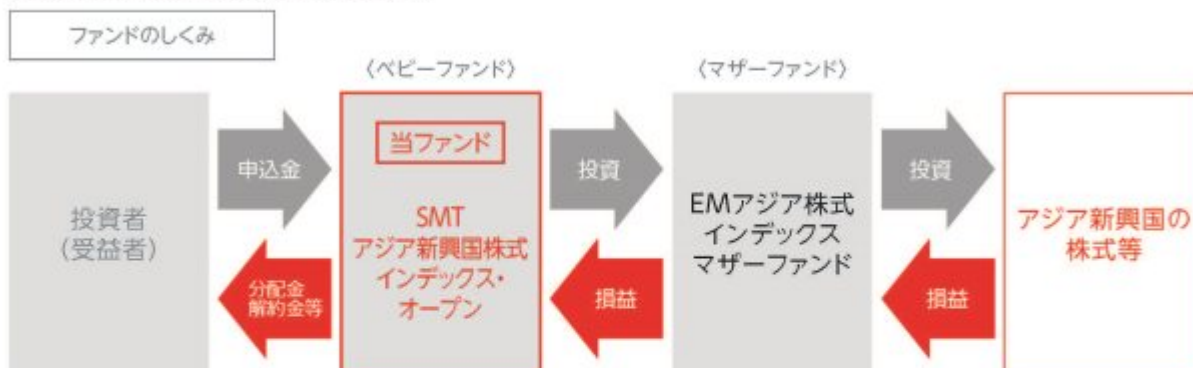 ファンドのしくみ
〈ベビーファンド〉
〈マザーファンド〉
投資者
(受益者)
申込金
分配金
解約金等
当ファンド
SMT
アジア新興国株式
インデックス・
オープン
投資
損益
EMアジア株式
インデックス
マザーファンド
投資
損益
アジア新興国の
株式等